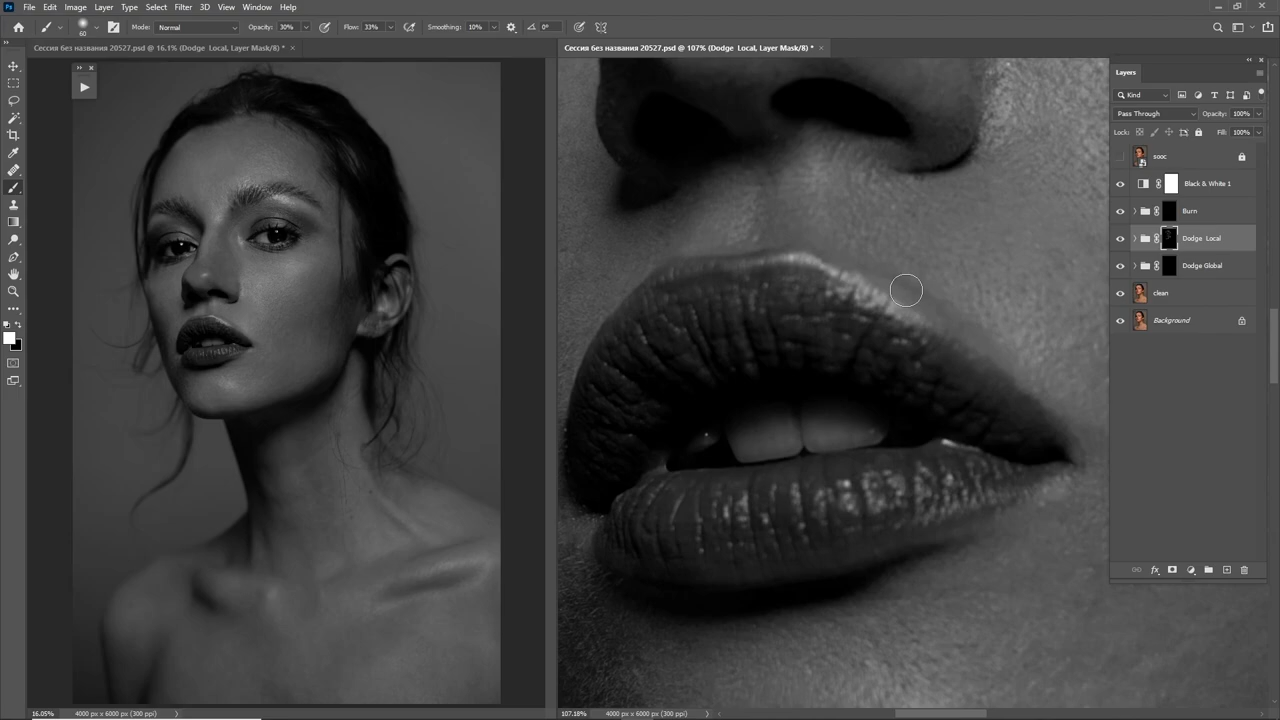 File Edit Image Layer Type Select Filter 3D View Window Help
60 Mode: Normal Opacity: 30% Flow: 33% Smoothing: 10% 0°
Сессия без названия 20527.psd @ 16.1% (Dodge Local, Layer Mask/8) *
Сессия без названия 20527.psd @ 107% (Dodge Local, Layer Mask/8) *
Layers
Kind
Pass Through Opacity: 100%
Lock: Fill: 100%
sooc
Black & White 1
Burn
Dodge Local
Dodge Global
clean
Background
fx
16.05% 4000 px x 6000 px (300 ppi)
107.18% 4000 px x 6000 px (300 ppi)